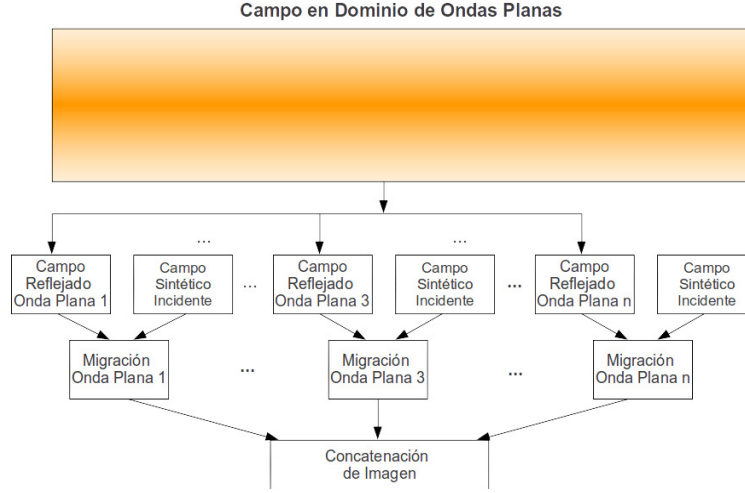 Campo en Dominio de Ondas Planas
...
...
Campo
Reflejado
Onda Plana 1
Campo
Sintético
Incidente
...
Campo
Reflejado
Onda Plana 3
Campo
Sintético
Incidente
...
Campo
Reflejado
Onda Plana n
Campo
Sintético
Incidente
Migración
Onda Plana 1
...
Migración
Onda Plana 3
...
Migración
Onda Plana n
Concatenación
de Imagen